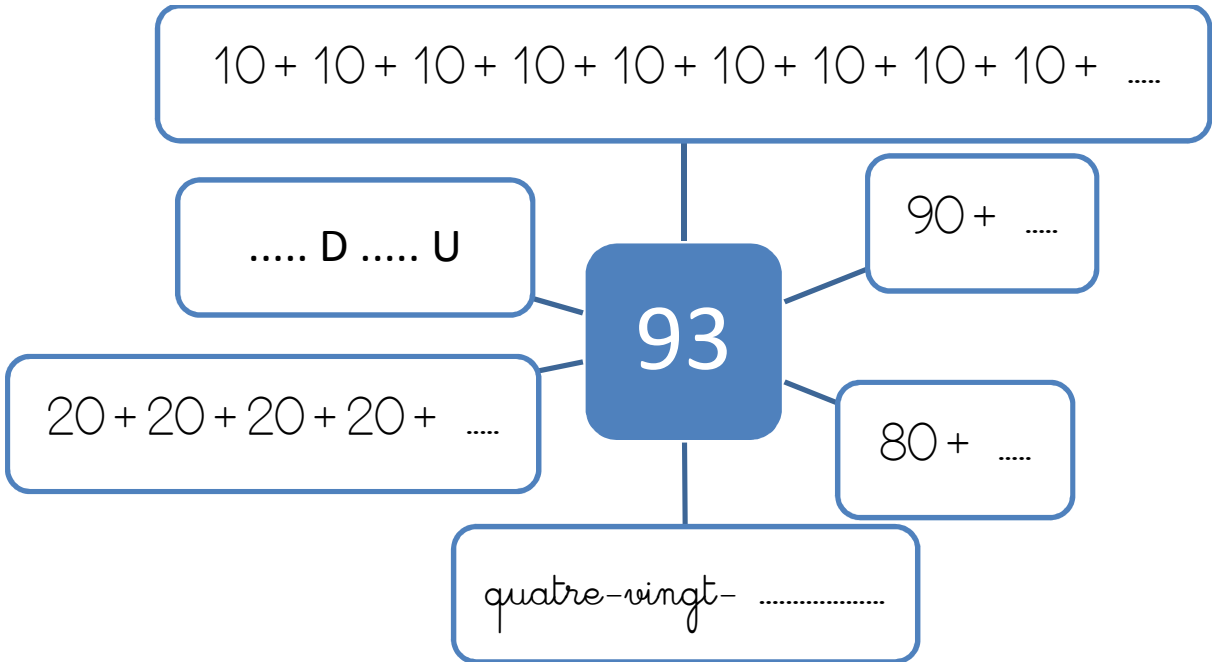 10 + 10 + 10 + 10 + 10 + 10 + 10 + 10 + 10 + .....
90 + .....
..... D ..... U
93
20 + 20 + 20 + 20 + .....
80 + .....
quatre-vingt- ...................